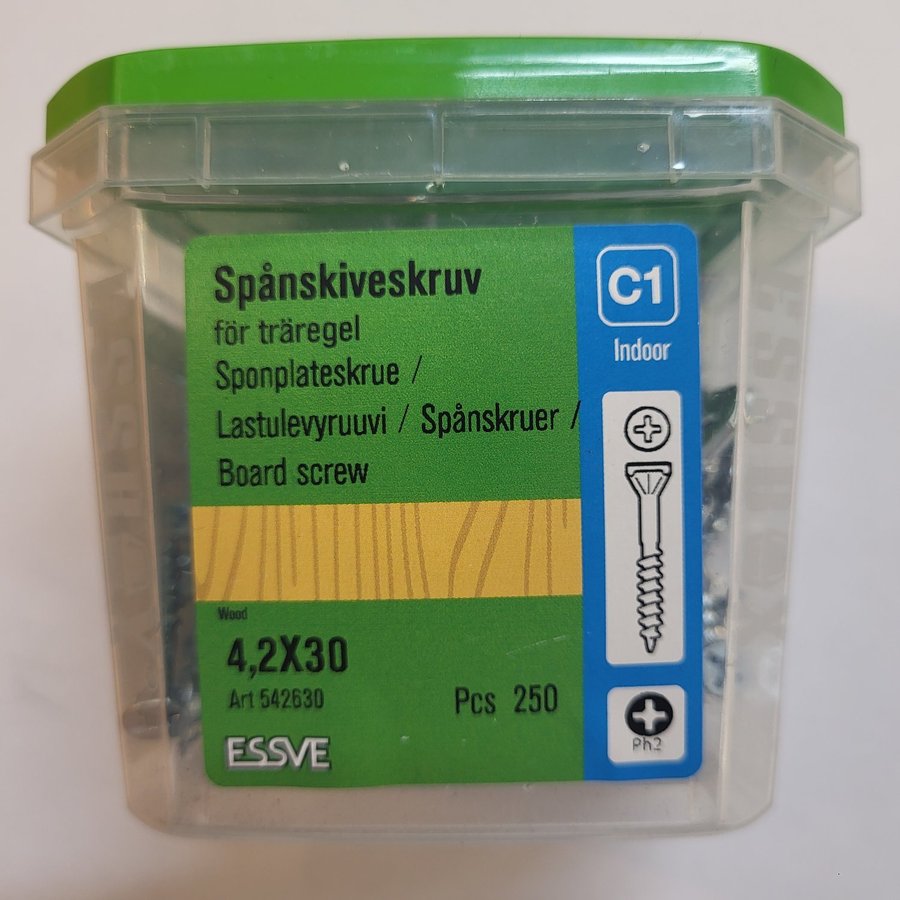 Spånskiveskruv
för träregel
Sponplateskrue /
Lastulevyruuvi / Spånskruer /
Board screw
Wood
4,2X30
Art 542630
Pcs 250
ESSVE
C1
Indoor
Ph2